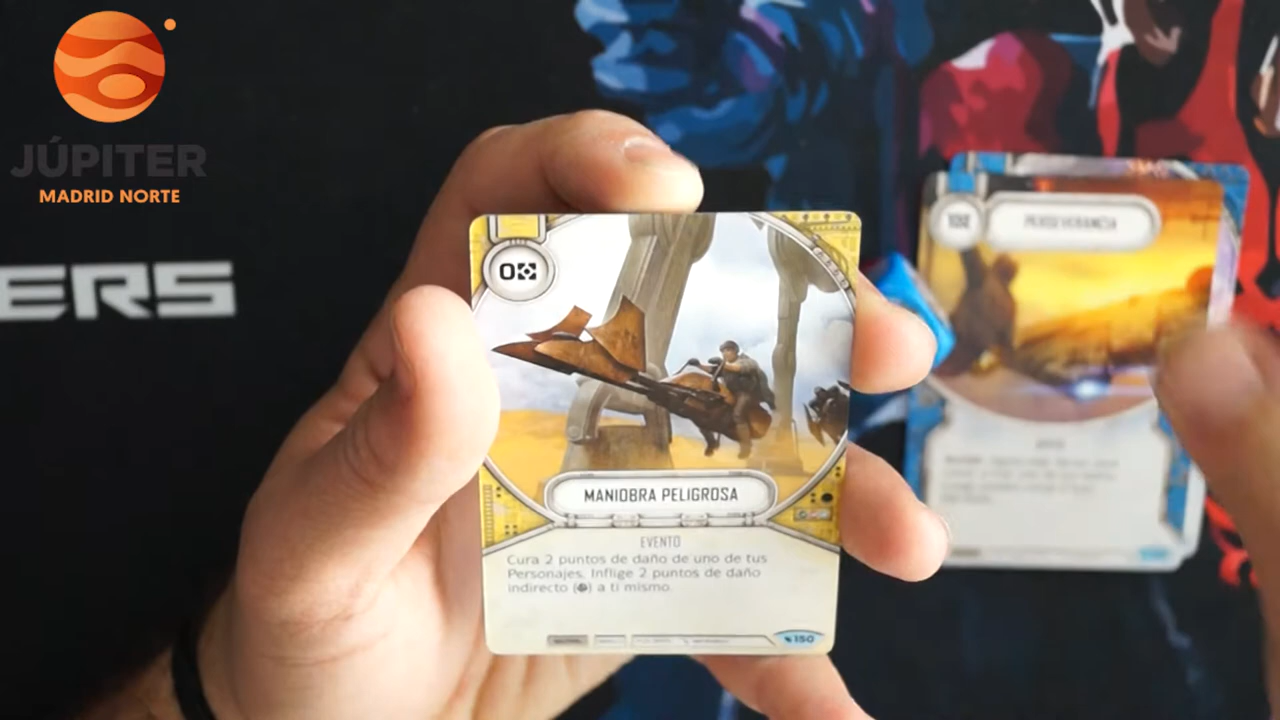 JÚPITER
MADRID NORTE
ERS
0
MANIOBRA PELIGROSA
EVENTO
Cura 2 puntos de daño de uno de tus
Personajes. Inflige 2 puntos de daño
indirecto () a ti mismo.
150
PERSEVERANCIA